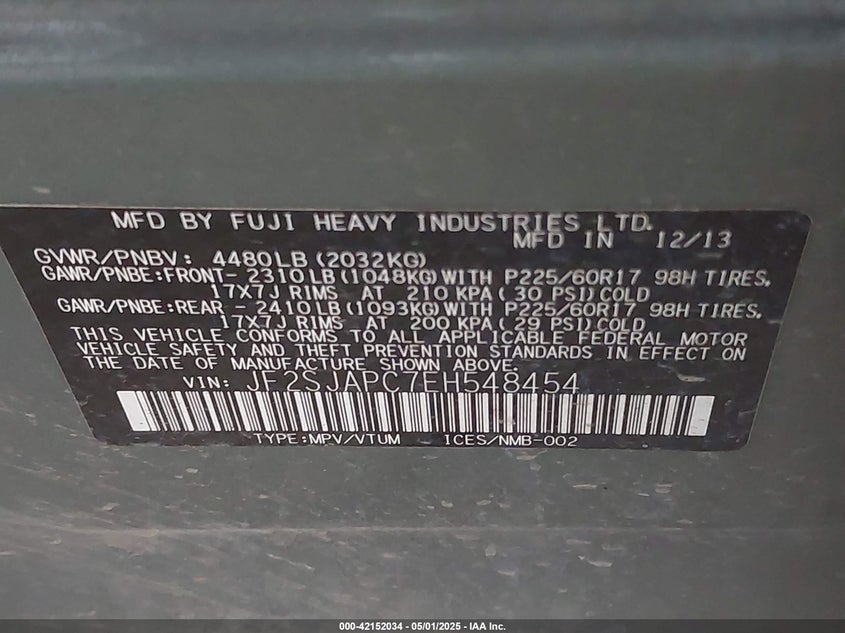 MFD BY FUJI HEAVY INDUSTRIES LTD.
MFD IN 12/13
GVWR/PNBV: 4480LB (2032KG)
GAWR/PNBE:FRONT- 2310LB (1048KG) WITH P225/60R17 98H TIRES,
17X7J RIMS AT 210 KPA ( 30 PSI) COLD
GAWR/PNBE:REAR - 2410LB (1093KG) WITH P225/60R17 98H TIRES,
17X7J RIMS AT 200 KPA ( 29 PSI) COLD
THIS VEHICLE CONFORMS TO ALL APPLICABLE FEDERAL MOTOR
VEHICLE SAFETY AND THEFT PREVENTION STANDARDS IN EFFECT ON
THE DATE OF MANUFACTURE SHOWN ABOVE.
VIN: JF2SJAPC7EH548454
TYPE:MPV/VTUM ICES/NMB-002
000-42152034 - 05/01/2025 - IAA Inc.